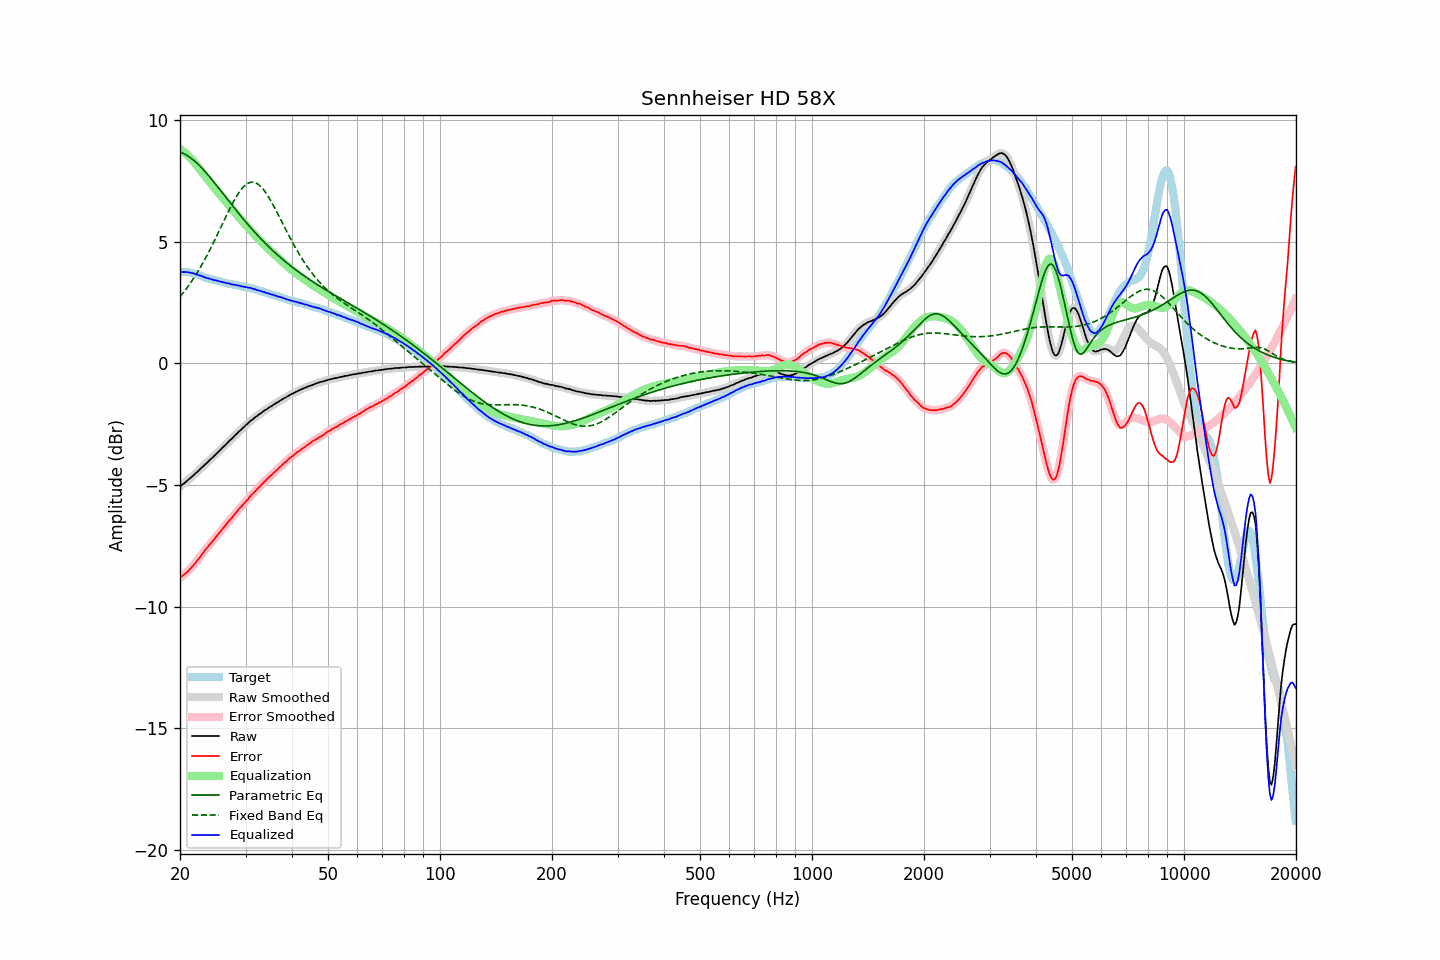 Sennheiser HD 58X
10
5
0
−5
−10
−15
−20
Amplitude (dBr)
Target
Raw Smoothed
Error Smoothed
Raw
Error
Equalization
Parametric Eq
Fixed Band Eq
Equalized
20 50 100 200 500 1000 2000 5000 10000 20000
Frequency (Hz)